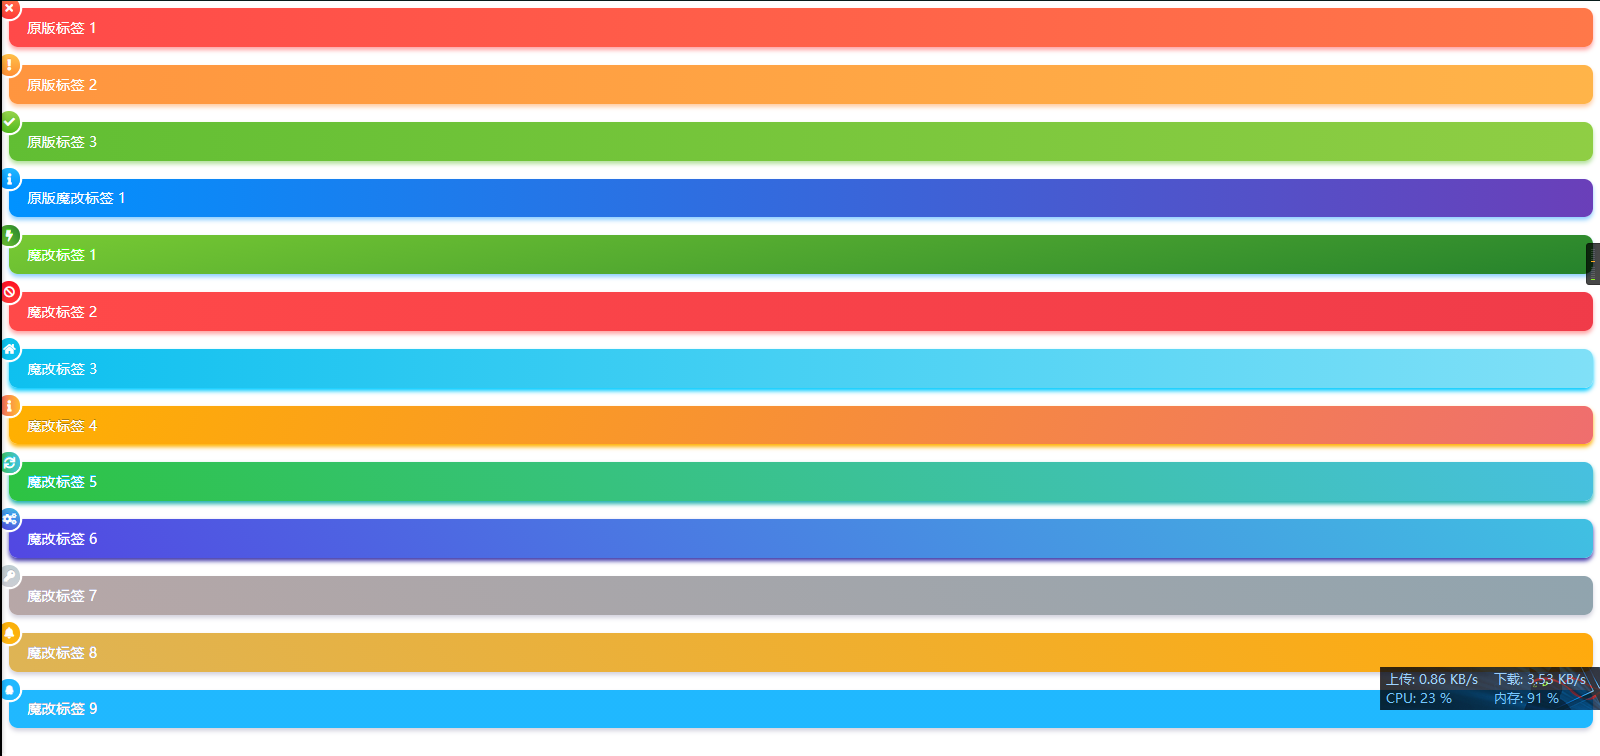 原版标签 1
原版标签 2
原版标签 3
原版魔改标签 1
魔改标签 1
魔改标签 2
魔改标签 3
魔改标签 4
魔改标签 5
魔改标签 6
魔改标签 7
魔改标签 8
上传: 0.86 KB/s 下载: 3.53 KB/s
CPU: 23 % 内存: 91 %
魔改标签 9